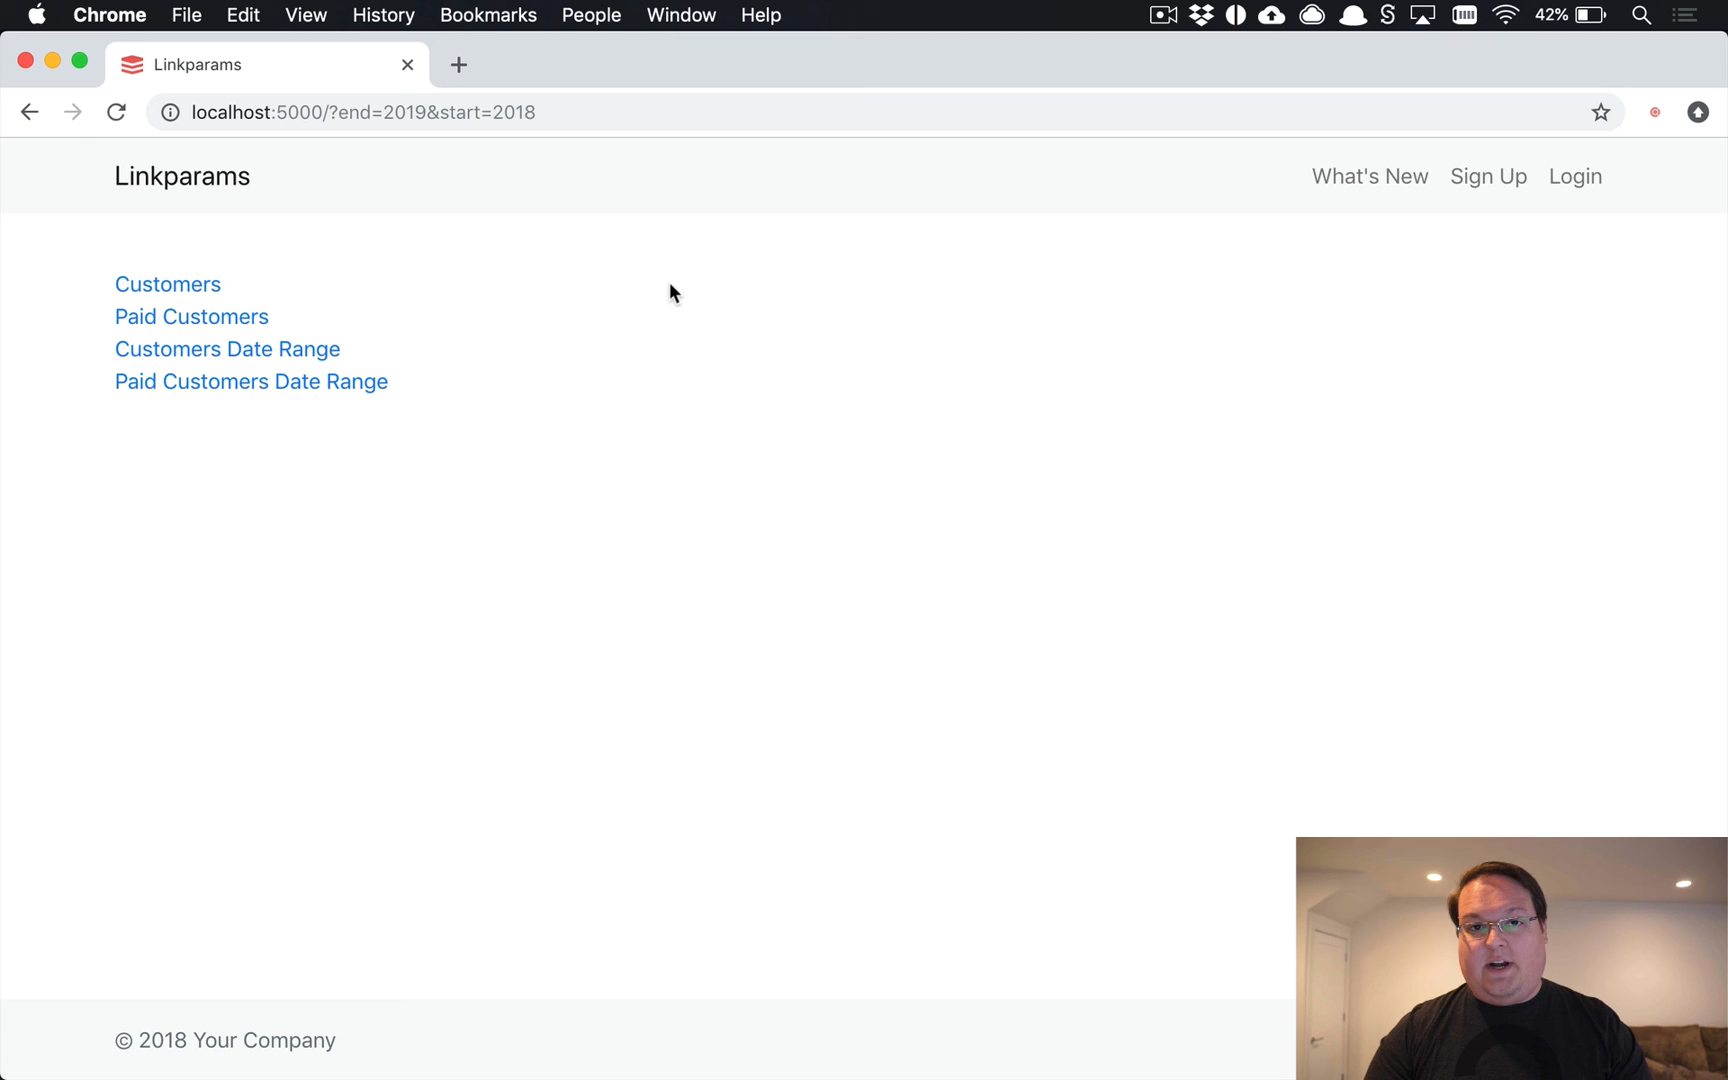 Chrome File Edit View History Bookmarks People Window Help 42%
Linkparams
localhost:5000/?end=2019&start=2018
Linkparams What's New Sign Up Login
Customers
Paid Customers
Customers Date Range
Paid Customers Date Range
© 2018 Your Company